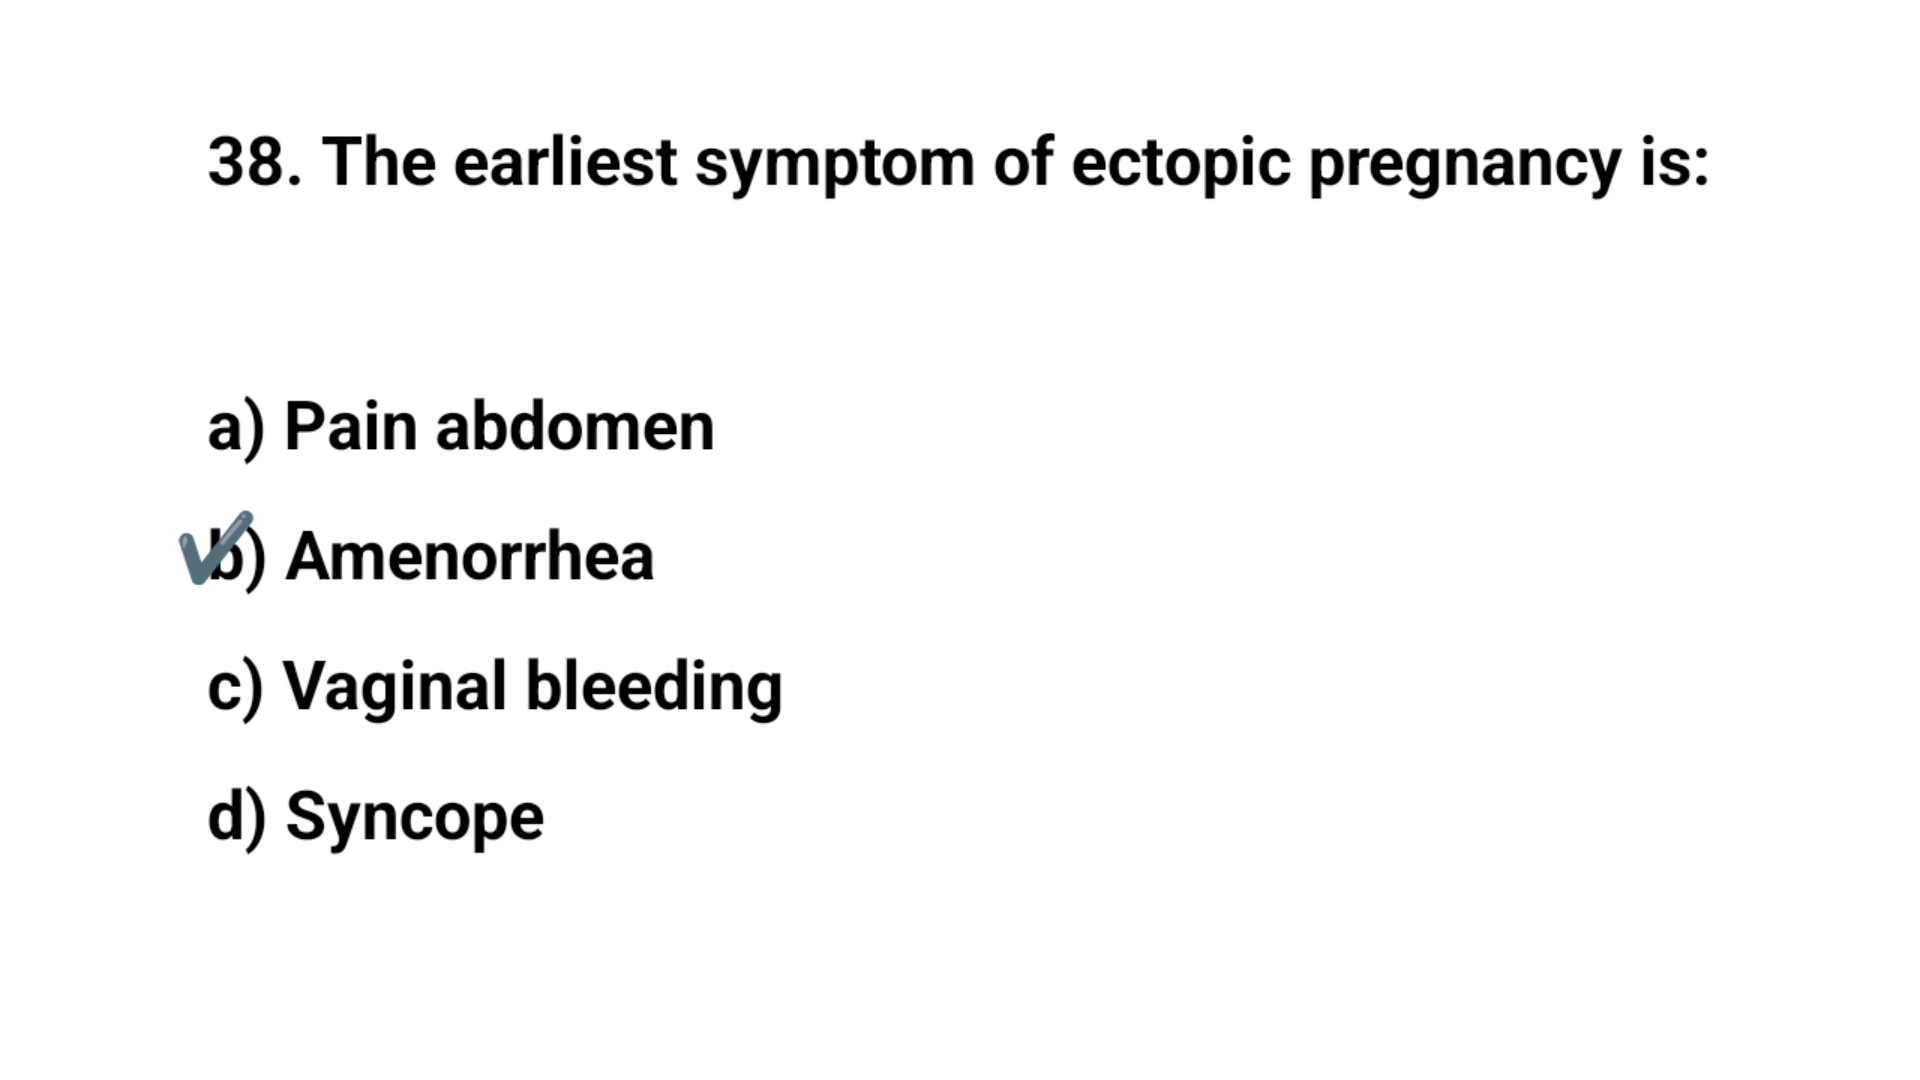 38. The earliest symptom of ectopic pregnancy is:
a) Pain abdomen
b) Amenorrhea
c) Vaginal bleeding
d) Syncope